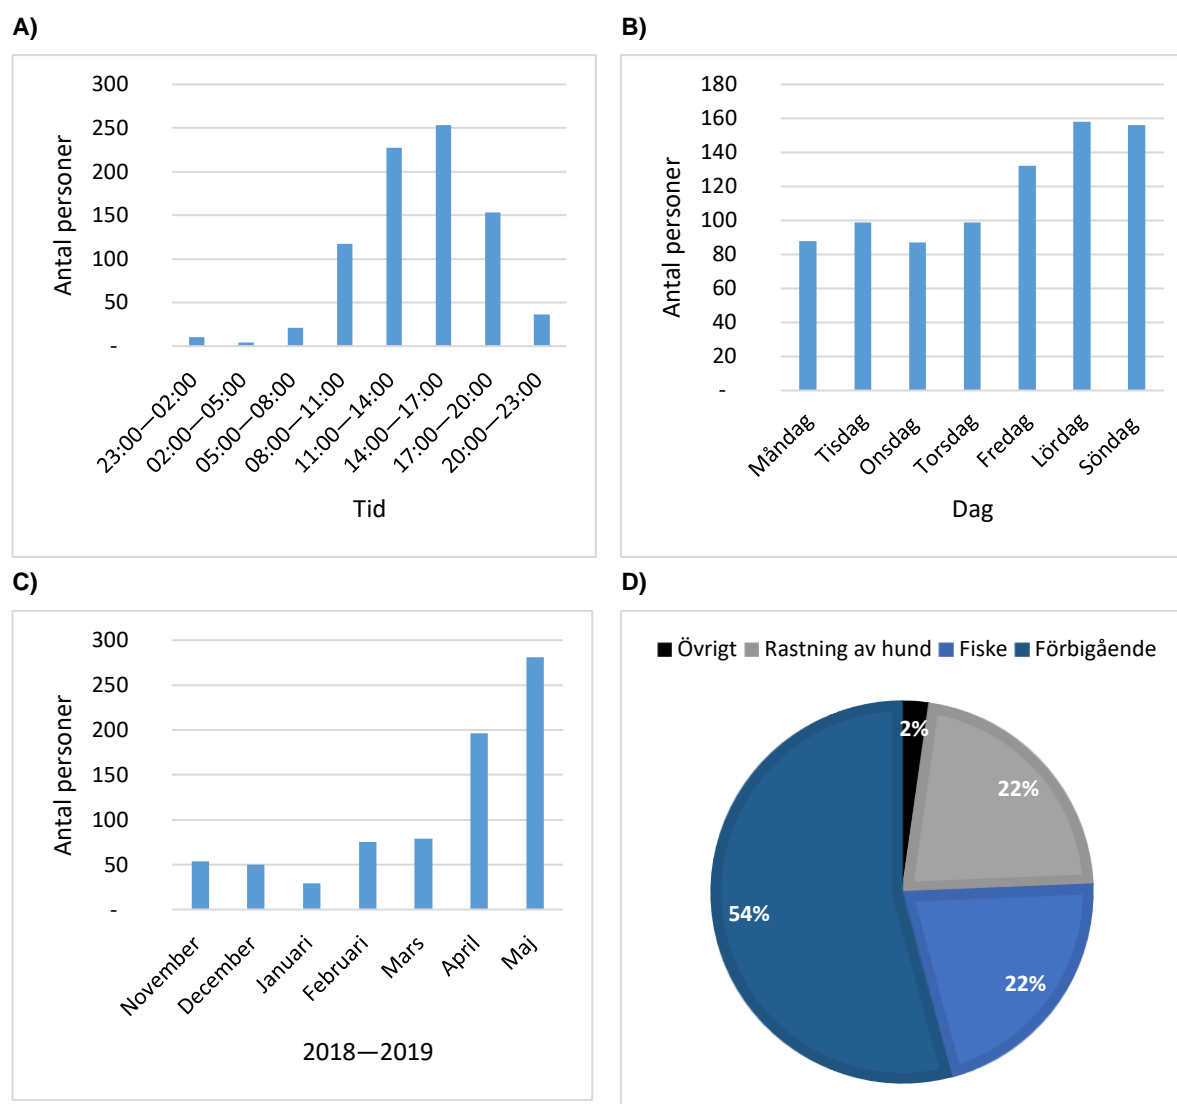 A)
300
250
200
150
100
50
-
Antal personer
23:00—02:00
02:00—05:00
05:00—08:00
08:00—11:00
11:00—14:00
14:00—17:00
17:00—20:00
20:00—23:00
Tid
B)
180
160
140
120
100
80
60
40
20
-
Antal personer
Måndag
Tisdag
Onsdag
Torsdag
Fredag
Lördag
Söndag
Dag
C)
300
250
200
150
100
50
-
Antal personer
November
December
Januari
Februari
Mars
April
Maj
2018—2019
D)
Övrigt Rastning av hund Fiske Förbigående
2%
22%
22%
54%